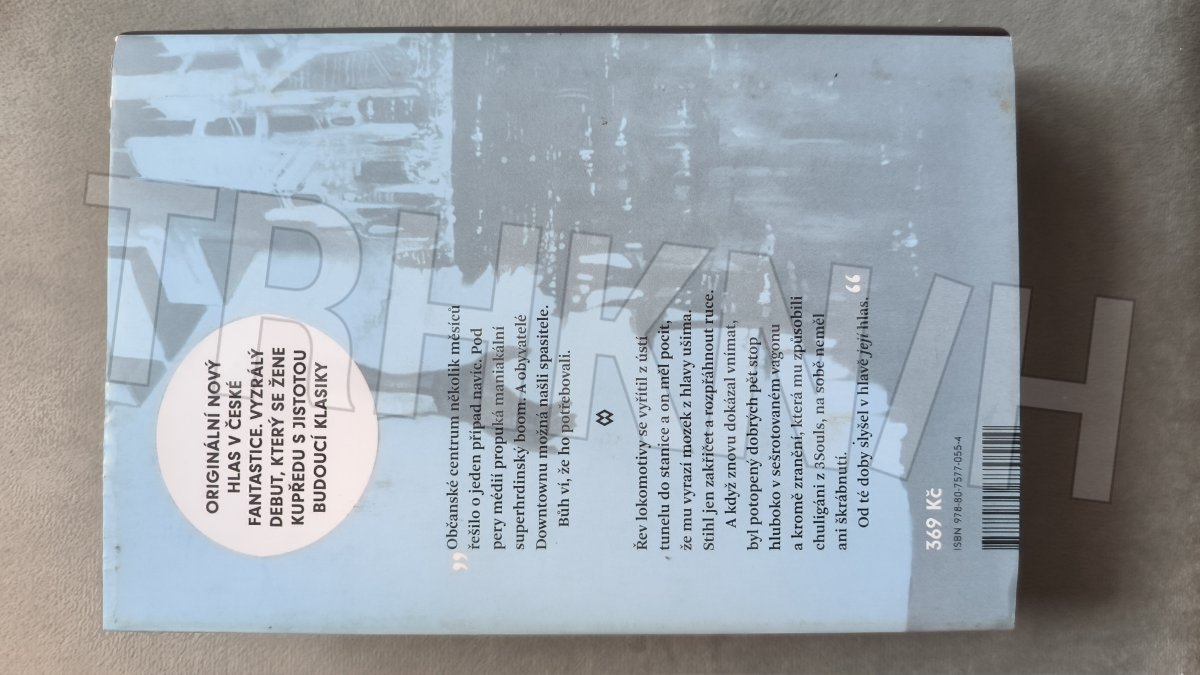 ORIGINÁLNÍ NOVÝ
HLAS V ČESKÉ
FANTASTICE. VYZRÁLÝ
DEBUT, KTERÝ SE ŽENE
KUPŘEDU S JISTOTOU
BUDOUCÍ KLASIKY
„Občanské centrum několik měsíců
řešilo o jeden případ navíc. Pod
pery médií propuká maniakální
superhrdinský boom. A obyvatelé
Downtownu možná našli spasitele.
Bůh ví, že ho potřebovali.
Řev lokomotivy se vyřítil z ústí
tunelu do stanice a on měl pocit,
že mu vyrazí mozek z hlavy ušima.
Stihl jen zakřičet a rozpřáhnout ruce.
A když znovu dokázal vnímat,
byl potopený dobrých pět stop
hluboko v sešrotovaném vagonu
a kromě zranění, která mu způsobili
chuligáni z 3Souls, na sobě neměl
ani škrábnutí.
Od té doby slyšel v hlavě její hlas.“
369 Kč
ISBN 978-80-7577-055-4
TRHKNIH